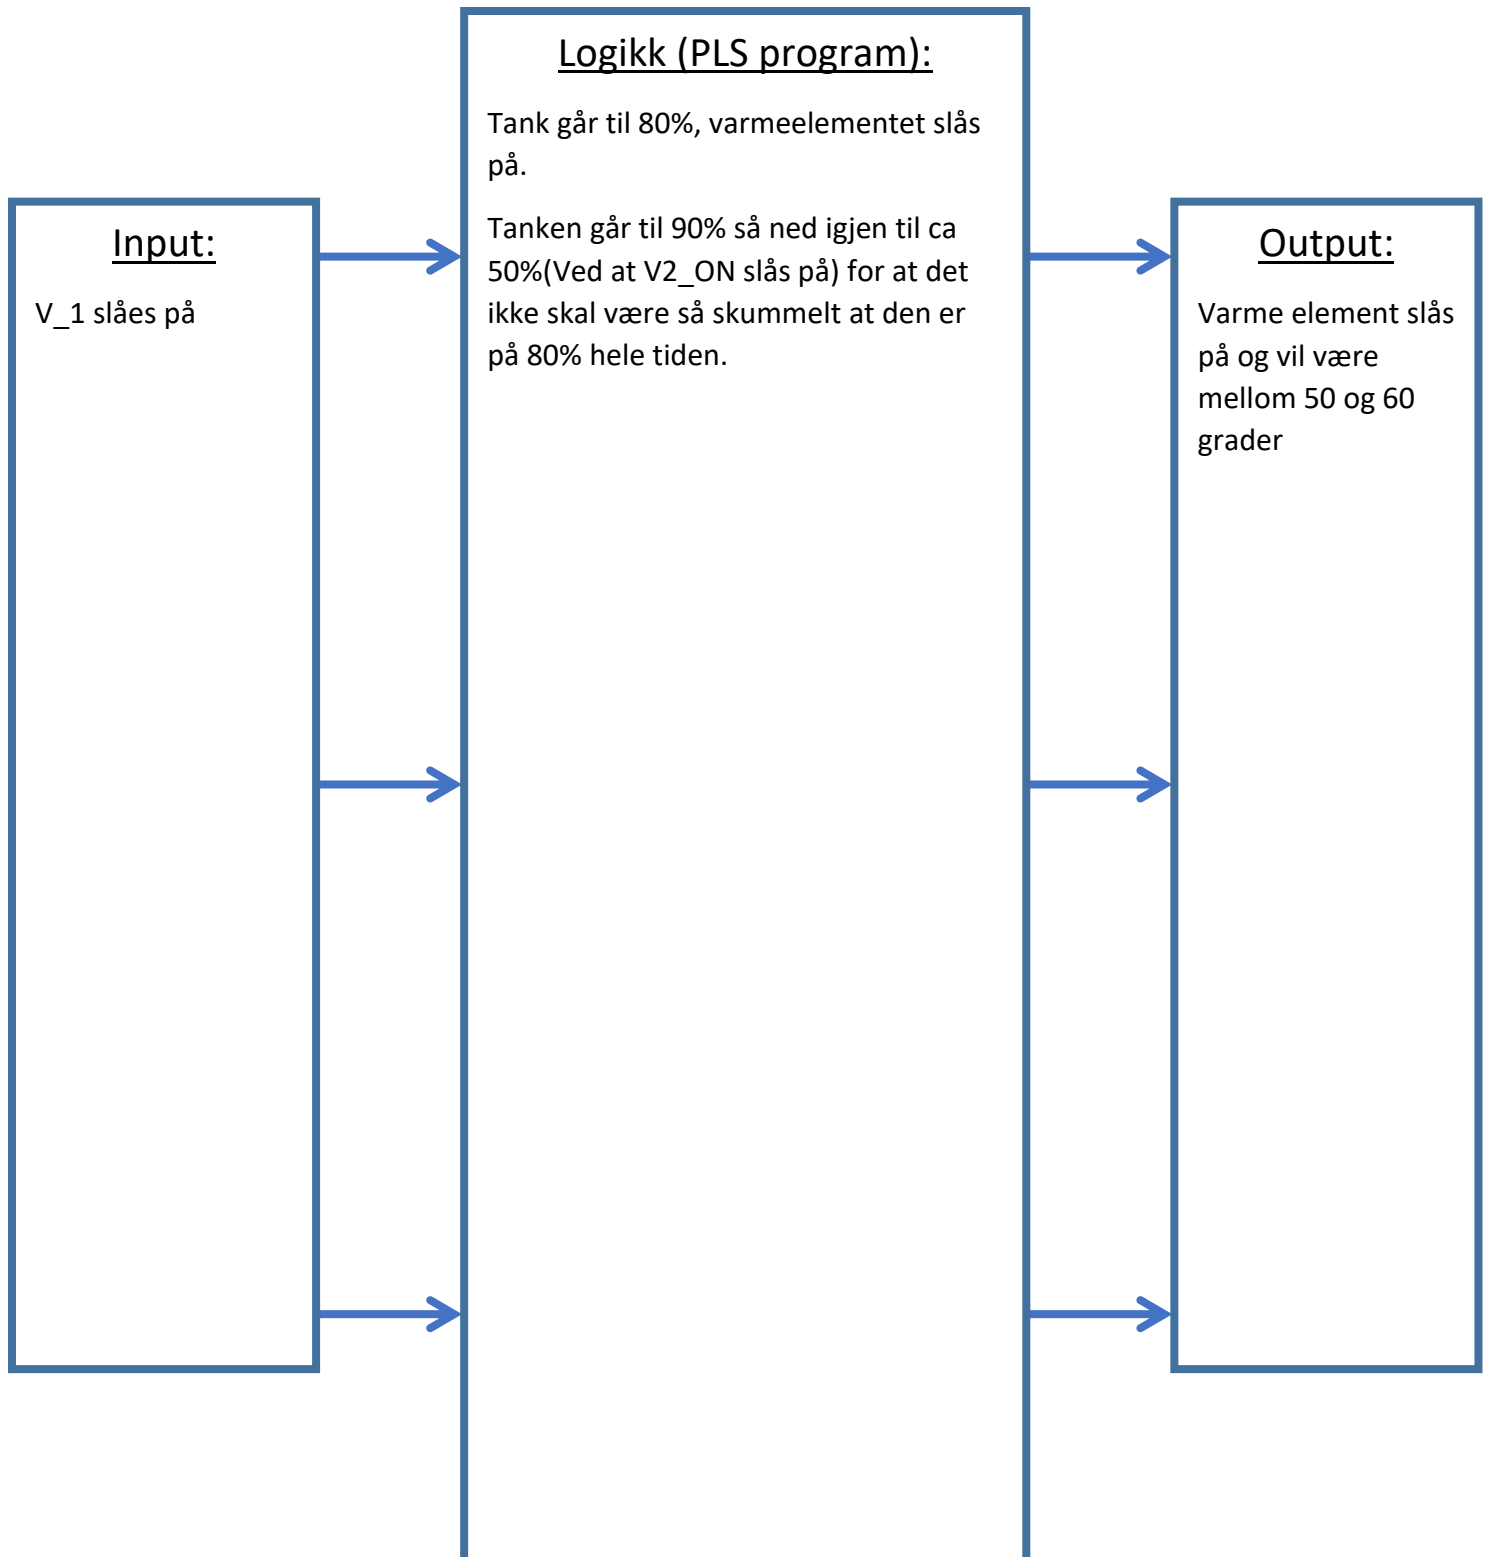 Input:
V_1 slåes på
Logikk (PLS program):
Tank går til 80%, varmeelementet slås
på.
Tanken går til 90% så ned igjen til ca
50%(Ved at V2_ON slås på) for at det
ikke skal være så skummelt at den er
på 80% hele tiden.
Output:
Varme element slås
på og vil være
mellom 50 og 60
grader